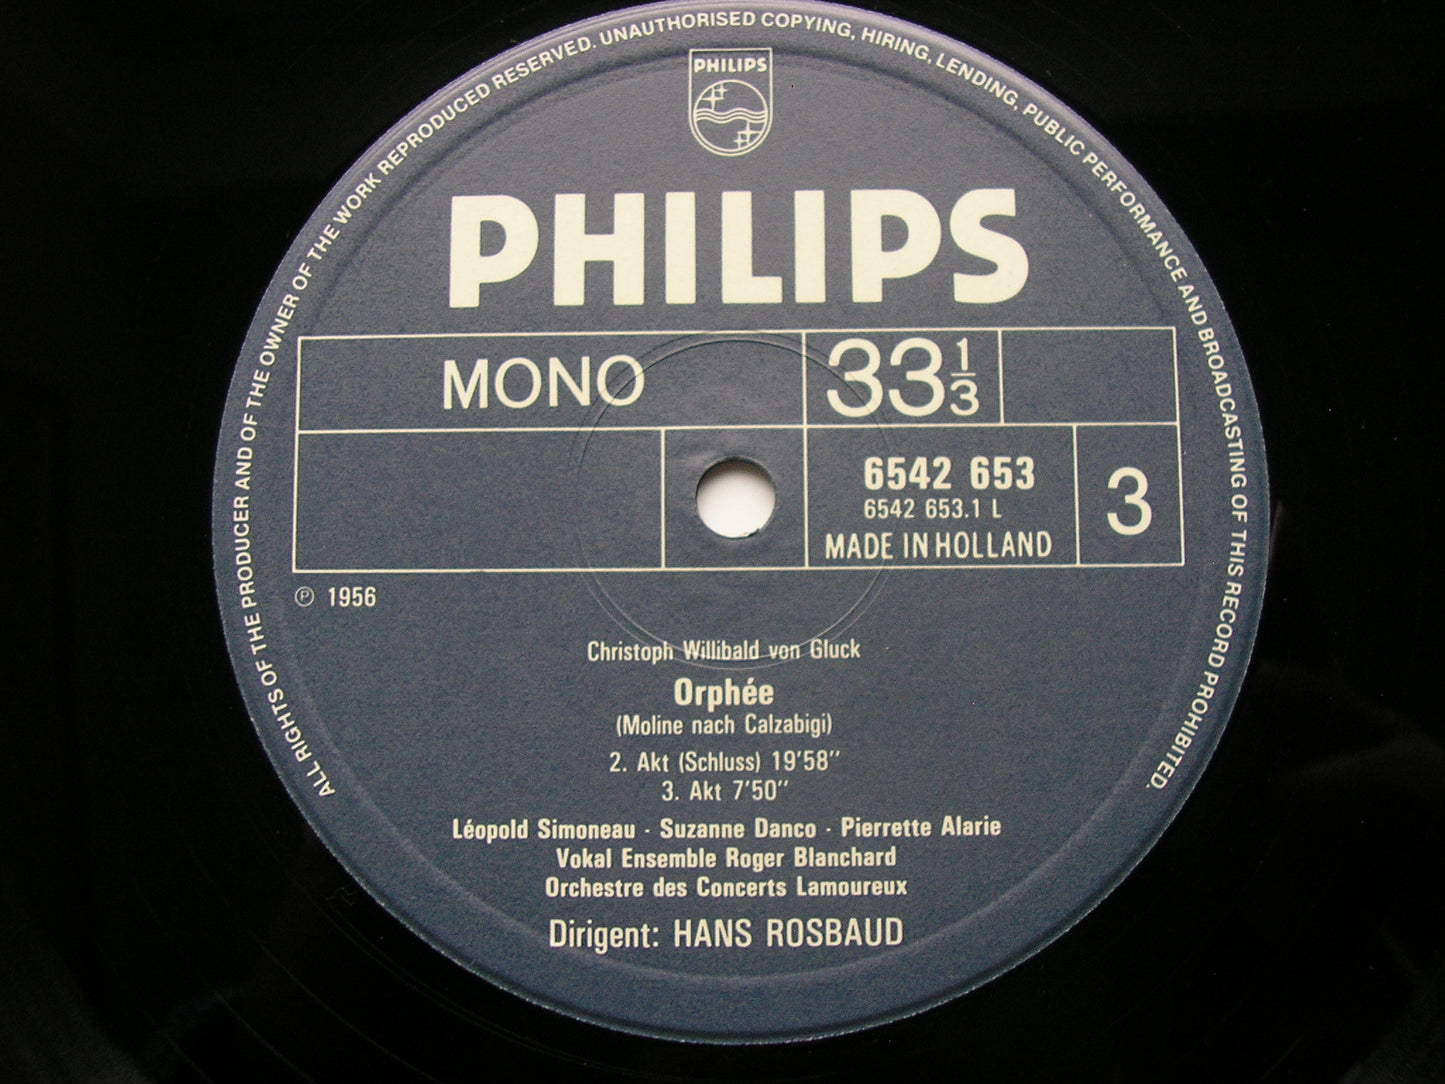 ALL RIGHTS OF THE PRODUCER AND OF THE OWNER OF THE WORK REPRODUCED RESERVED. UNAUTHORISED COPYING, HIRING, LENDING, PUBLIC PERFORMANCE AND BROADCASTING OF THIS RECORD PROHIBITED.
PHILIPS
PHILIPS
MONO
33 1/3
6542 653
6542 653.1 L
MADE IN HOLLAND
3
℗ 1956
Christoph Willibald von Gluck
Orphée
(Moline nach Calzabigi)
2. Akt (Schluss) 19'58''
3. Akt 7'50''
Léopold Simoneau · Suzanne Danco · Pierrette Alarie
Vokal Ensemble Roger Blanchard
Orchestre des Concerts Lamoureux
Dirigent: HANS ROSBAUD